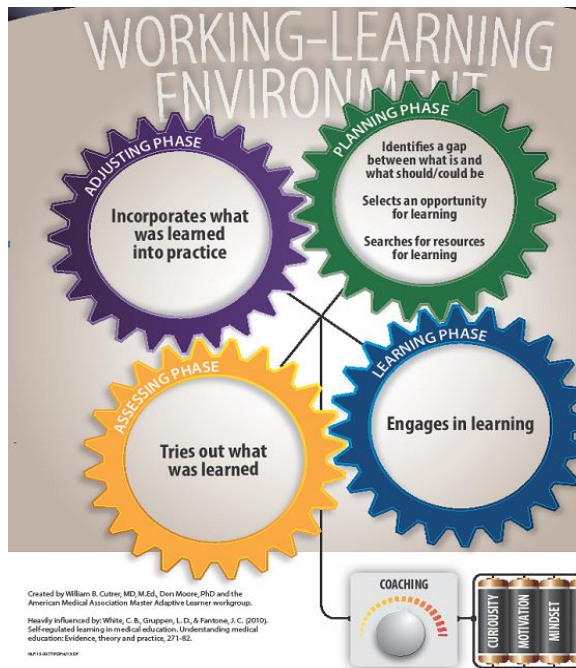 WORKING-LEARNING
ENVIRONMENT
ADJUSTING PHASE
Incorporates what
was learned
into practice
PLANNING PHASE
Identifies a gap
between what is and
what should/could be
Selects an opportunity
for learning
Searches for resources
for learning
ASSESSING PHASE
Tries out what
was learned
LEARNING PHASE
Engages in learning
Created by William B. Cutrer, MD, M.Ed., Don Moore, PhD and the
American Medical Association Master Adaptive Learner workgroup.
Heavily influenced by: White, C. B., Gruppen, L. D., & Fantone, J. C. (2010).
Self-regulated learning in medical education. Understanding medical
education: Evidence, theory and practice, 271-82.
COACHING
CURIOUSITY
MOTIVATION
MINDSET